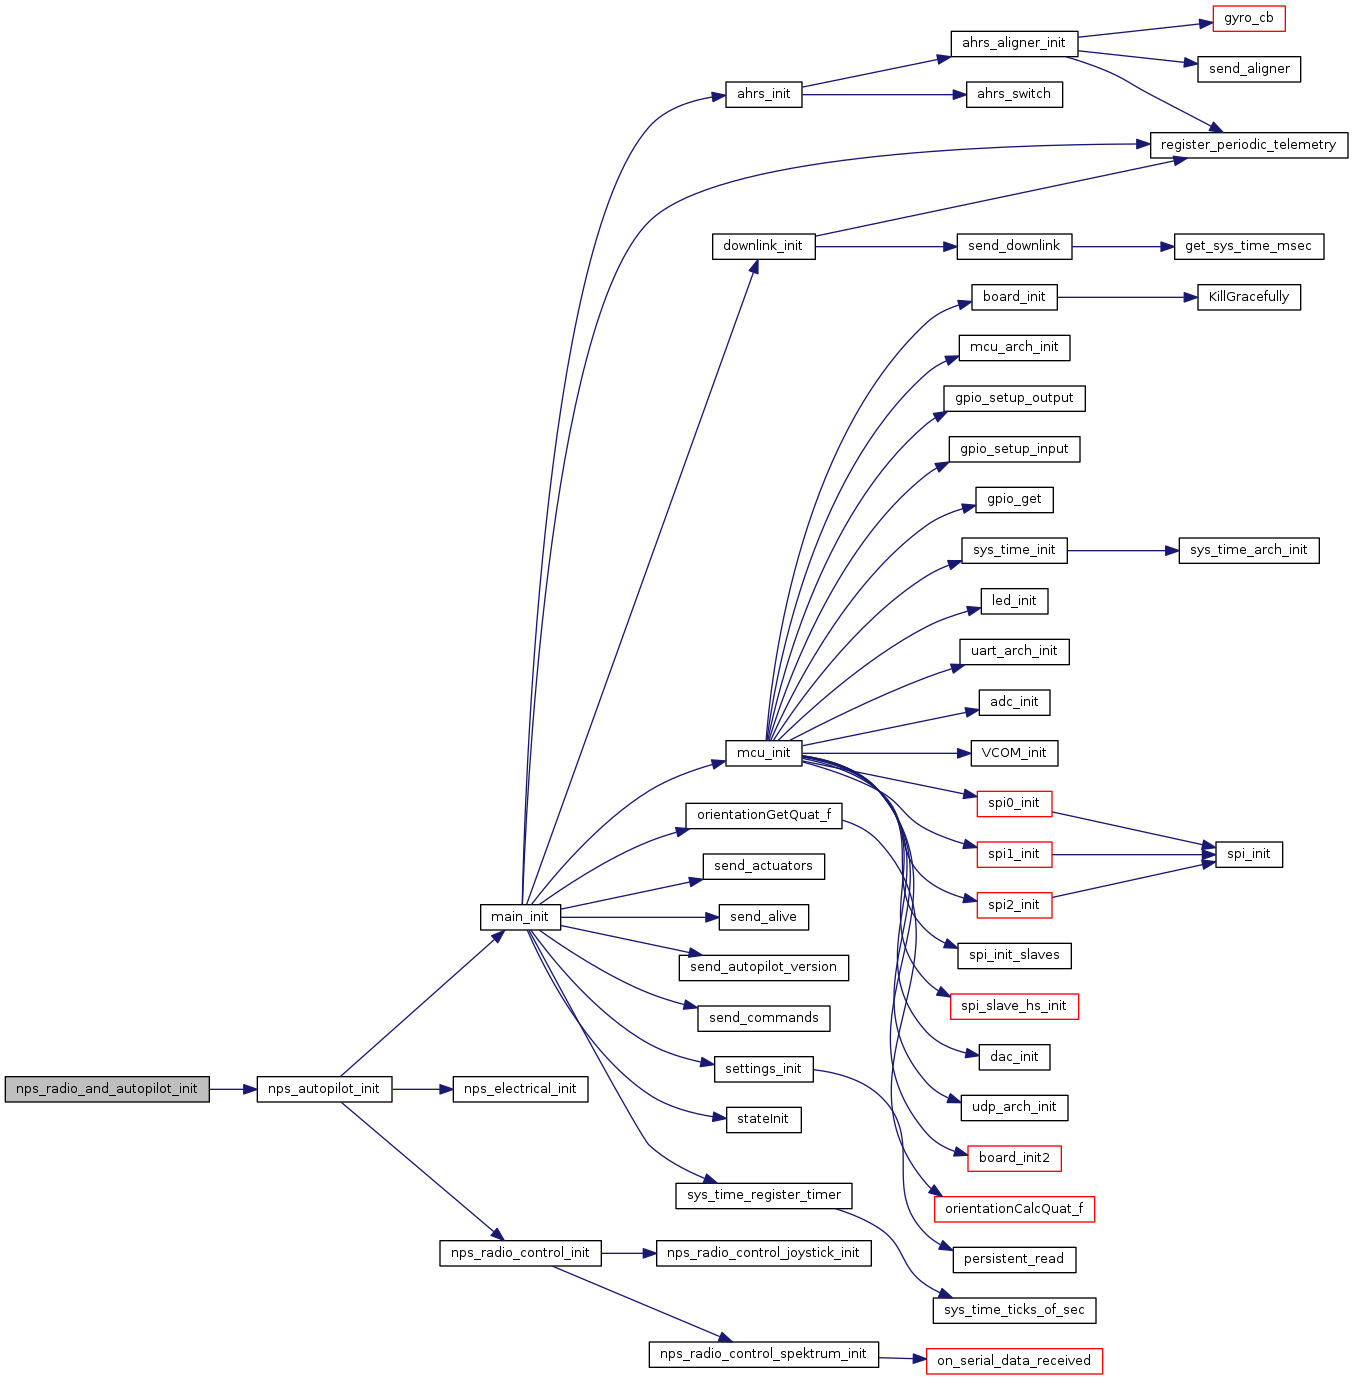 gyro_cb
ahrs_aligner_init
send_aligner
ahrs_init
ahrs_switch
register_periodic_telemetry
downlink_init
send_downlink
get_sys_time_msec
board_init
KillGracefully
mcu_arch_init
gpio_setup_output
gpio_setup_input
gpio_get
sys_time_init
sys_time_arch_init
led_init
uart_arch_init
adc_init
mcu_init
VCOM_init
spi0_init
orientationGetQuat_f
spi1_init
spi_init
send_actuators
spi2_init
main_init
send_alive
spi_init_slaves
send_autopilot_version
spi_slave_hs_init
send_commands
dac_init
settings_init
nps_radio_and_autopilot_init
nps_autopilot_init
nps_electrical_init
udp_arch_init
stateInit
board_init2
sys_time_register_timer
orientationCalcQuat_f
nps_radio_control_init
nps_radio_control_joystick_init
persistent_read
sys_time_ticks_of_sec
nps_radio_control_spektrum_init
on_serial_data_received